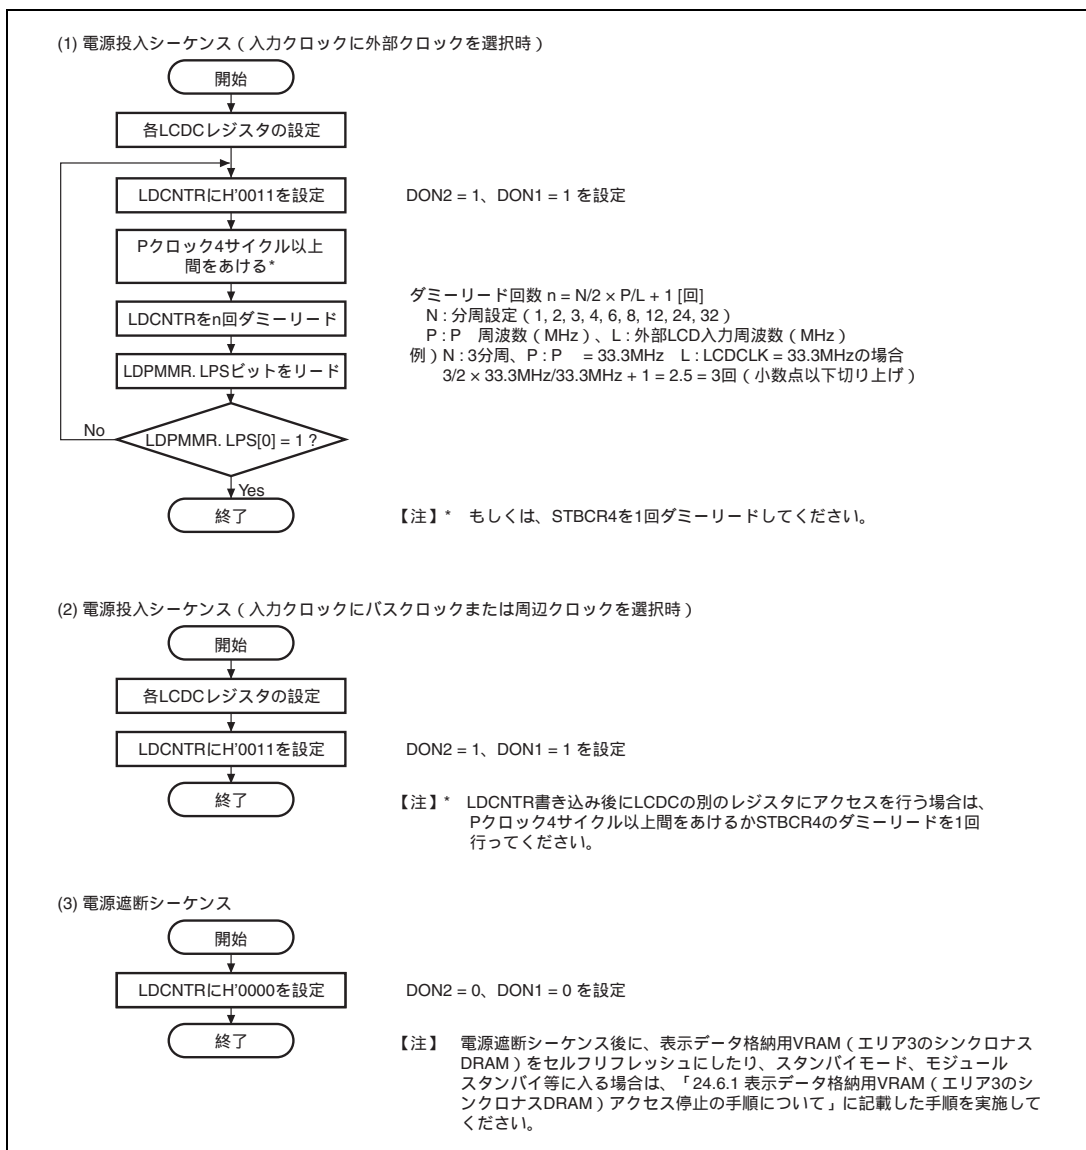 (1) 電源投入シーケンス ( 入力クロックに外部クロックを選択時 )
開始
各LCDCレジスタの設定
LDCNTRにH'0011を設定
DON2 = 1、DON1 = 1 を設定
Pクロック4サイクル以上
間をあける*
LDCNTRをn回ダミーリード
LDPMMR. LPSビットをリード
ダミーリード回数 n = N/2 × P/L + 1 [回]
N : 分周設定 ( 1, 2, 3, 4, 6, 8, 12, 24, 32 )
P : P 周波数 ( MHz ) 、L : 外部LCD入力周波数 ( MHz )
例 ) N : 3分周、P : P = 33.3MHz L : LCDCLK = 33.3MHzの場合
3/2 × 33.3MHz/33.3MHz + 1 = 2.5 = 3回 ( 小数点以下切り上げ )
No
LDPMMR. LPS[0] = 1 ?
Yes
終了
【注】* もしくは、STBCR4を1回ダミーリードしてください。
(2) 電源投入シーケンス ( 入力クロックにバスクロックまたは周辺クロックを選択時 )
開始
各LCDCレジスタの設定
LDCNTRにH'0011を設定
DON2 = 1、DON1 = 1 を設定
終了
【注】* LDCNTR書き込み後にLCDCの別のレジスタにアクセスを行う場合は、
Pクロック4サイクル以上間をあけるかSTBCR4のダミーリードを1回
行ってください。
(3) 電源遮断シーケンス
開始
LDCNTRにH'0000を設定
DON2 = 0、DON1 = 0 を設定
終了
【注】 電源遮断シーケンス後に、表示データ格納用VRAM ( エリア3のシンクロナス
DRAM ) をセルフリフレッシュにしたり、スタンバイモード、モジュール
スタンバイ等に入る場合は、「24.6.1 表示データ格納用VRAM ( エリア3のシ
ンクロナスDRAM ) アクセス停止の手順について」に記載した手順を実施して
ください。